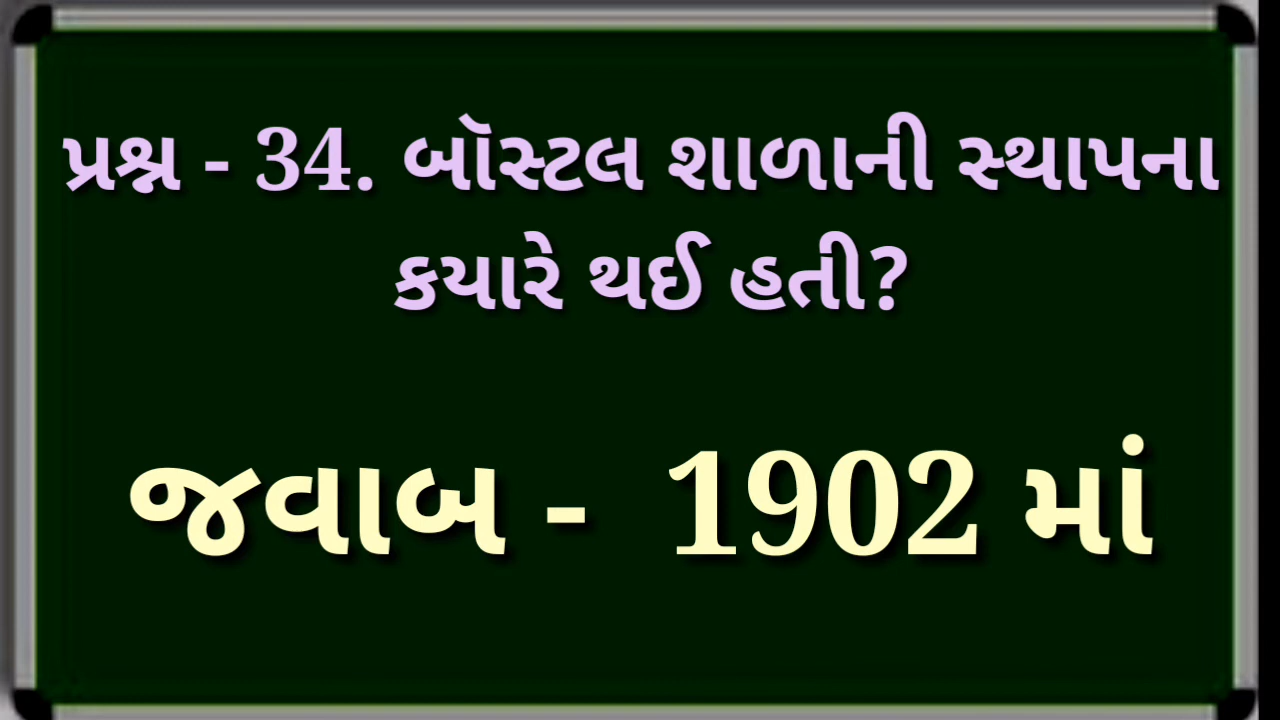 પ્રશ્ન - 34. બૉસ્ટલ શાળાની સ્થાપના
કયારે થઈ હતી?
જવાબ - 1902 માં